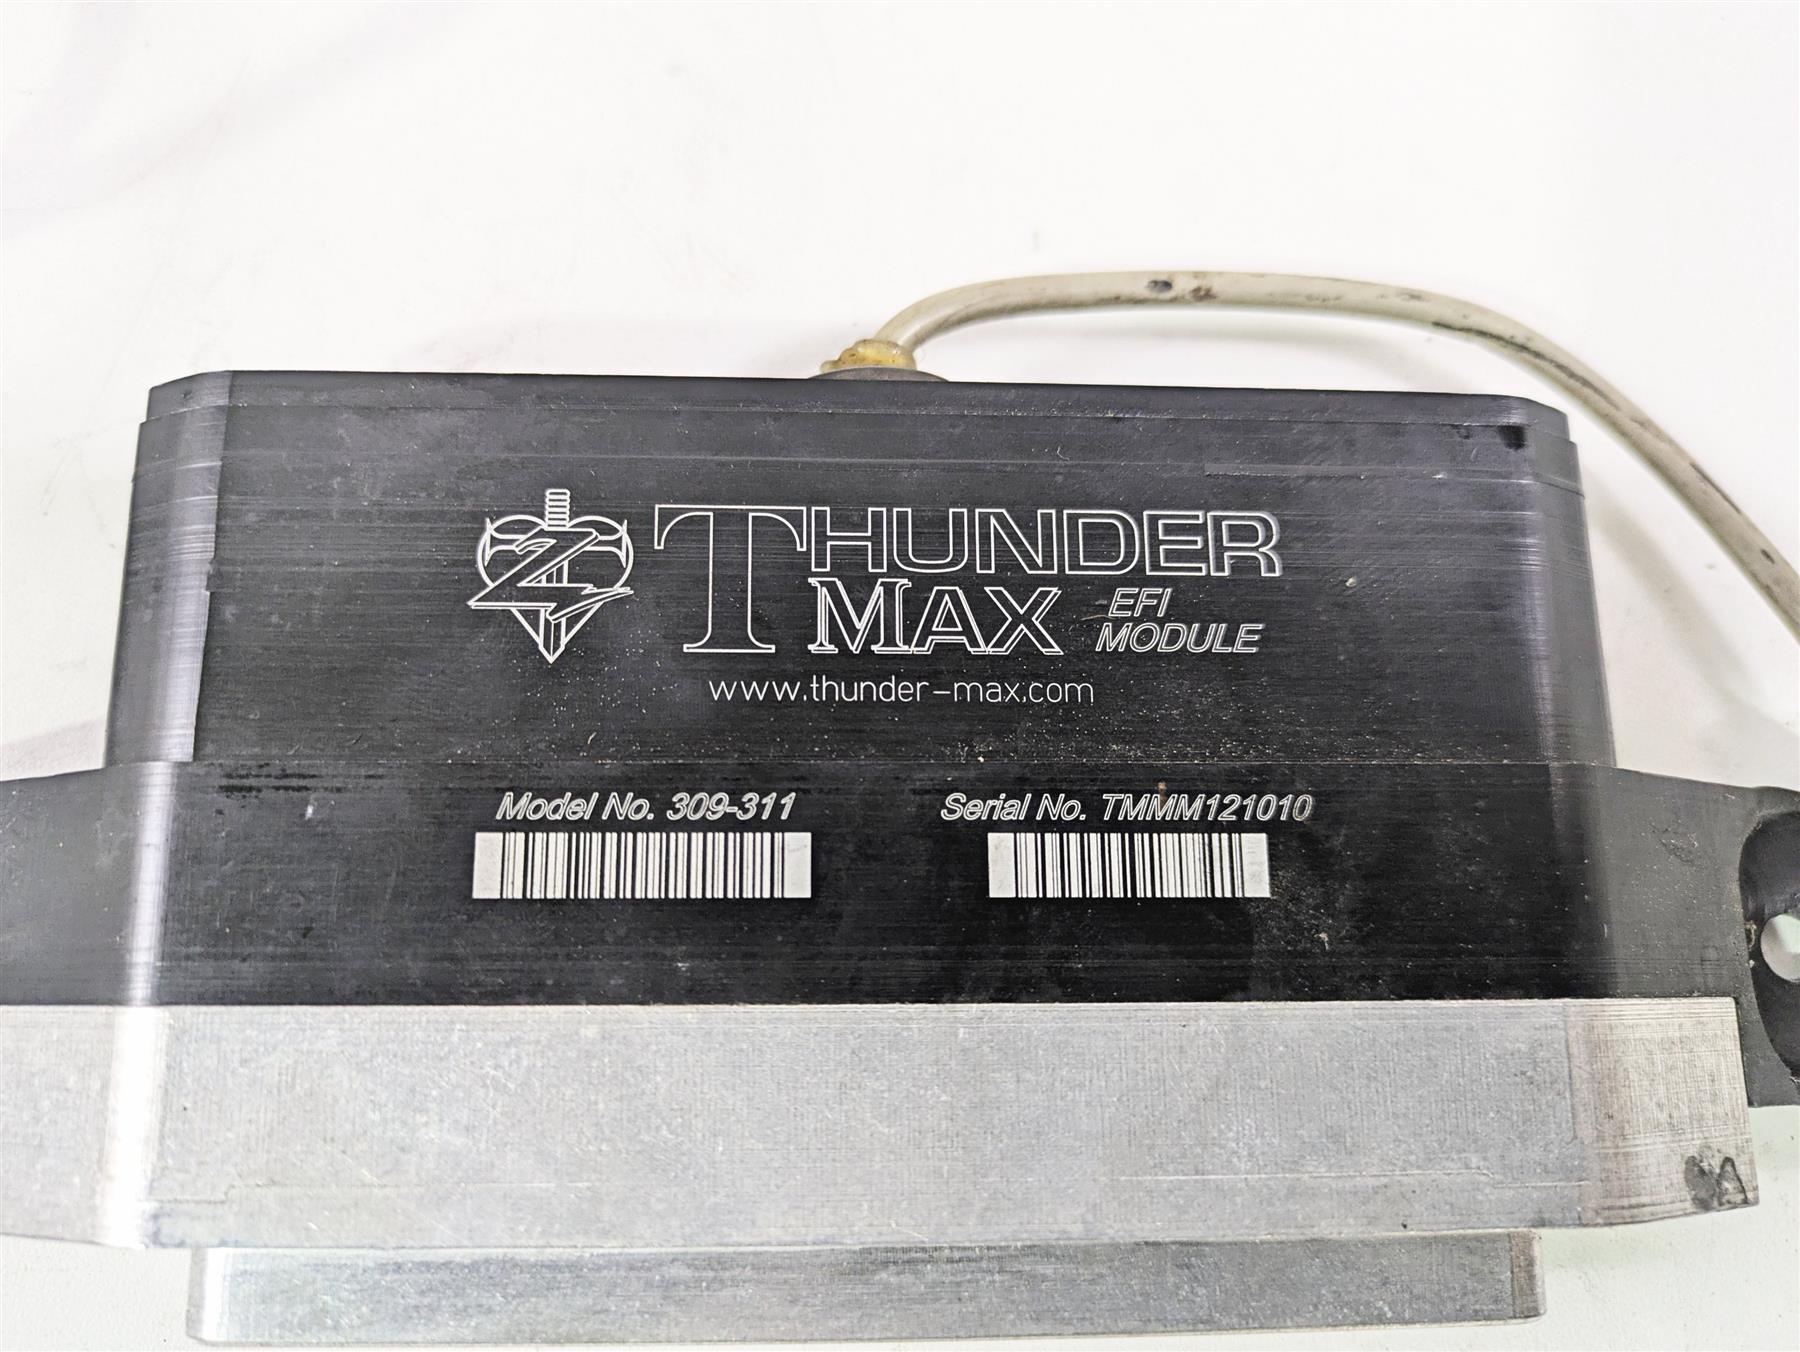 THUNDER
MAX EFI
MODULE
www.thunder-max.com
Model No. 309-311 Serial No. TMMM121010